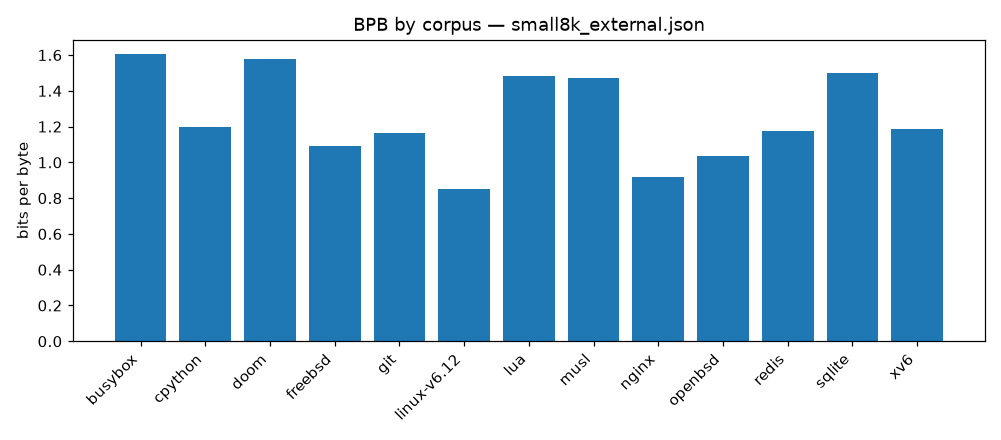 BPB by corpus — small8k_external.json
bits per byte
1.6
1.4
1.2
1.0
0.8
0.6
0.4
0.2
0.0
busybox
cpython
doom
freebsd
git
linux-v6.12
lua
musl
nginx
openbsd
redis
sqlite
xv6